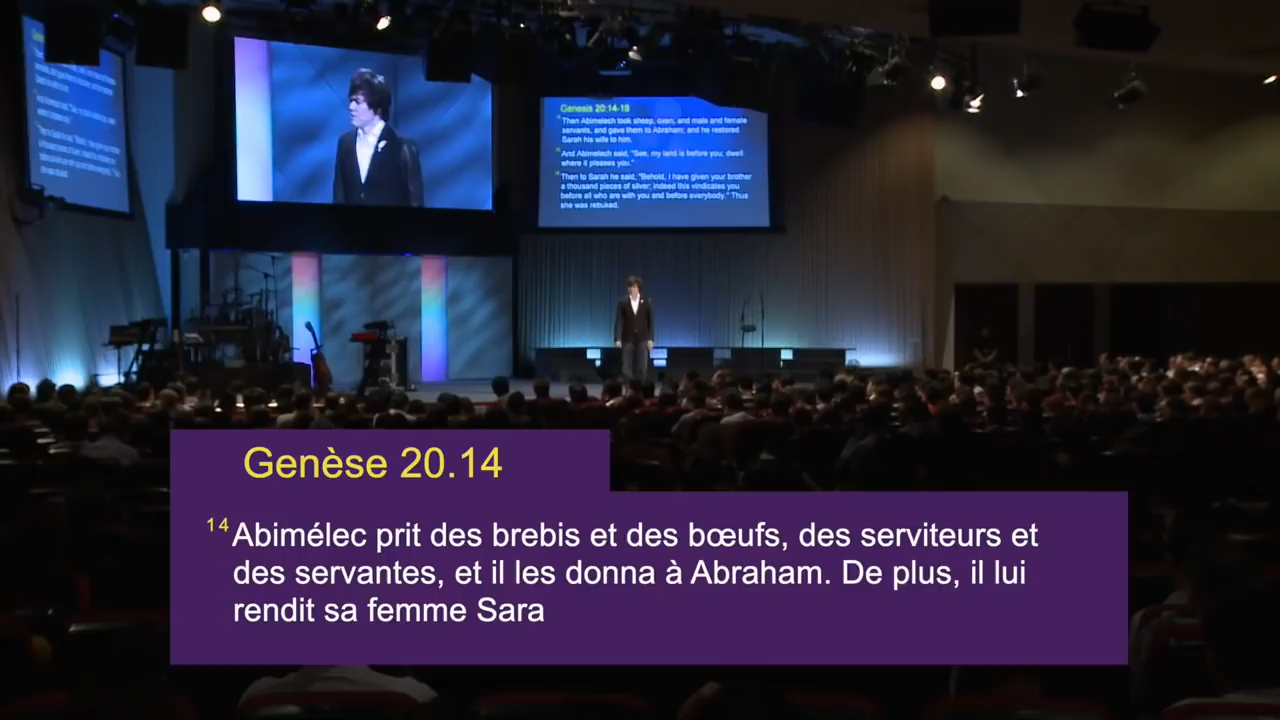 Genesis 20:14-18
14 Then Abimelech took sheep, oxen, and male and female
servants, and gave them to Abraham; and he restored
Sarah his wife to him.
And Abimelech said, "See, my land is before you; dwell
where it pleases you."
Then to Sarah he said, "Behold, I have given your brother
a thousand pieces of silver; indeed this vindicates you
before all who are with you and before everybody." Thus
she was rebuked.
Genèse 20.14
14 Abimélec prit des brebis et des bœufs, des serviteurs et
des servantes, et il les donna à Abraham. De plus, il lui
rendit sa femme Sara